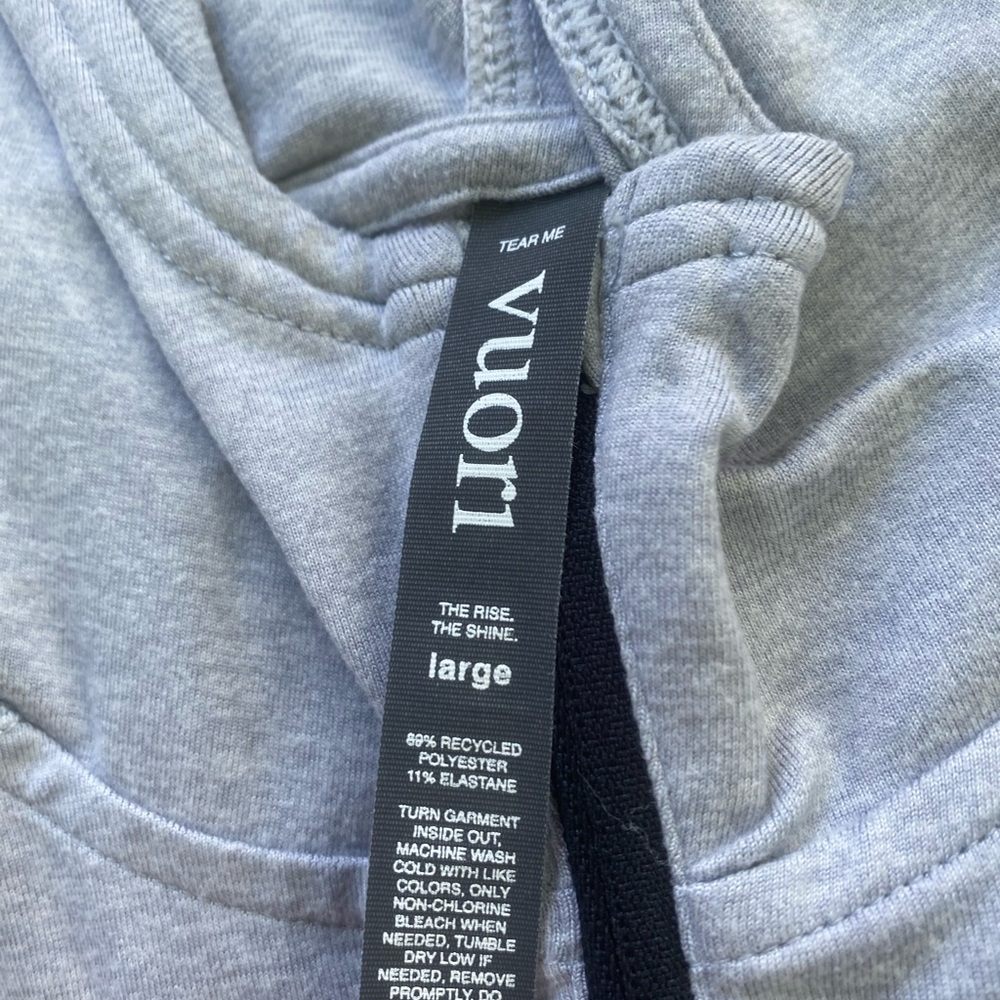 TEAR ME
vuori
THE RISE.
THE SHINE.
large
89% RECYCLED
POLYESTER
11% ELASTANE
TURN GARMENT
INSIDE OUT,
MACHINE WASH
COLD WITH LIKE
COLORS, ONLY
NON-CHLORINE
BLEACH WHEN
NEEDED, TUMBLE
DRY LOW IF
NEEDED, REMOVE
PROMPTLY, DO